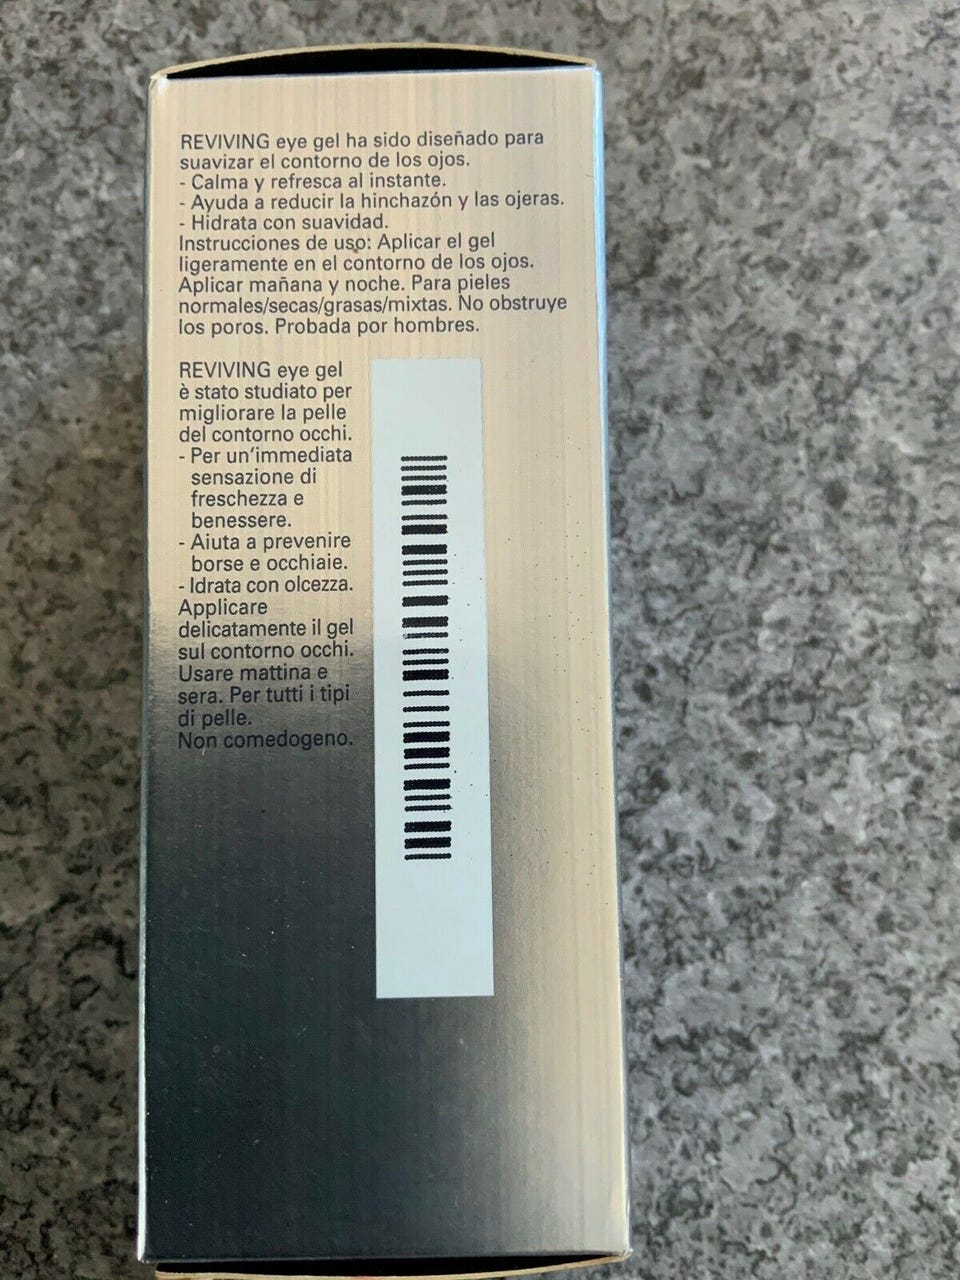 REVIVING eye gel ha sido diseñado para
suavizar el contorno de los ojos.
- Calma y refresca al instante.
- Ayuda a reducir la hinchazón y las ojeras.
- Hidrata con suavidad.
Instrucciones de uso: Aplicar el gel
ligeramente en el contorno de los ojos.
Aplicar mañana y noche. Para pieles
normales/secas/grasas/mixtas. No obstruye
los poros. Probada por hombres.
REVIVING eye gel
è stato studiato per
migliorare la pelle
del contorno occhi.
- Per un'immediata
sensazione di
freschezza e
benessere.
- Aiuta a prevenire
borse e occhiaie.
- Idrata con olcezza.
Applicare
delicatamente il gel
sul contorno occhi.
Usare mattina e
sera. Per tutti i tipi
di pelle.
Non comedogeno.